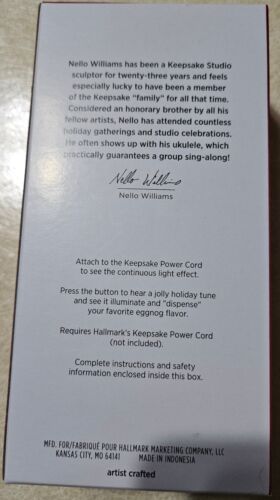 Nello Williams has been a Keepsake Studio
sculptor for twenty-three years and feels
especially lucky to have been a member
of the Keepsake "family" for all that time.
Considered an honorary brother by all his
fellow artists, Nello has attended countless
holiday gatherings and studio celebrations.
He often shows up with his ukulele, which
practically guarantees a group sing-along!
Nello Williams
Nello Williams
Attach to the Keepsake Power Cord
to see the continuous light effect.
Press the button to hear a jolly holiday tune
and see it illuminate and "dispense"
your favorite eggnog flavor.
Requires Hallmark's Keepsake Power Cord
(not included).
Complete instructions and safety
information enclosed inside this box.
MFD. FOR/FABRIQUÉ POUR HALLMARK MARKETING COMPANY, LLC
KANSAS CITY, MO 64141 MADE IN INDONESIA
artist crafted